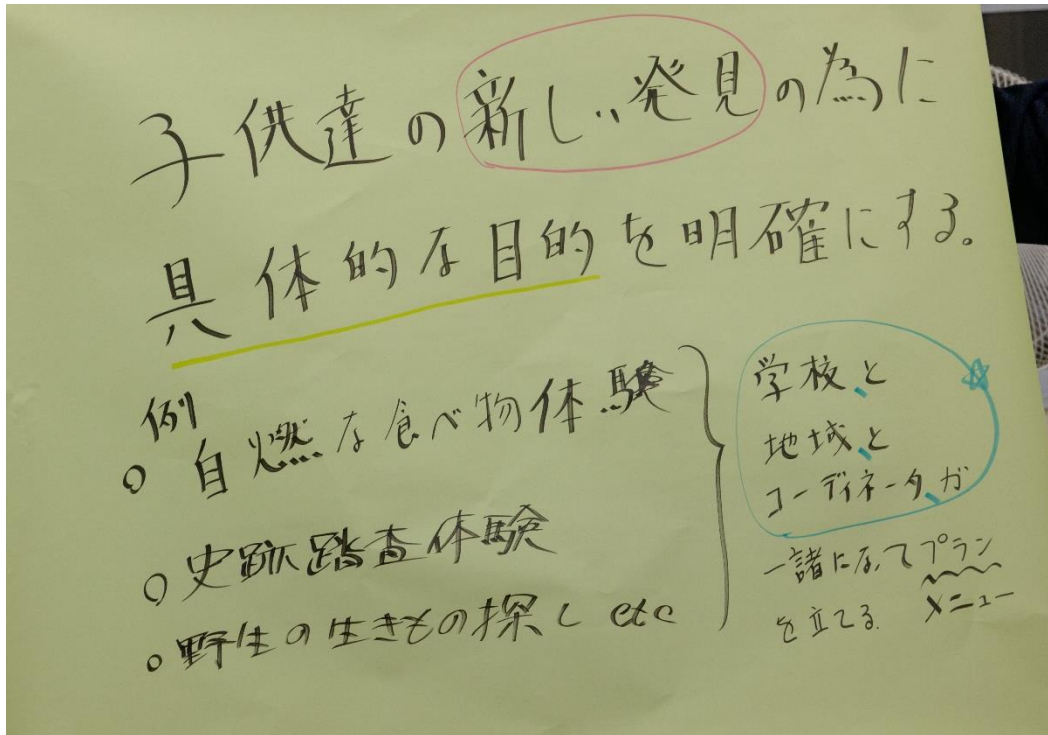 子供達の新しい発見の為に
具体的な目的を明確にする。
例
○ 自燃な食べ物体験
○ 史跡踏査体験
○ 野生の生きもの探し etc
学校、と
地域、と
コーディネータ、が
一諸になってプラン
メニュー
を立てる